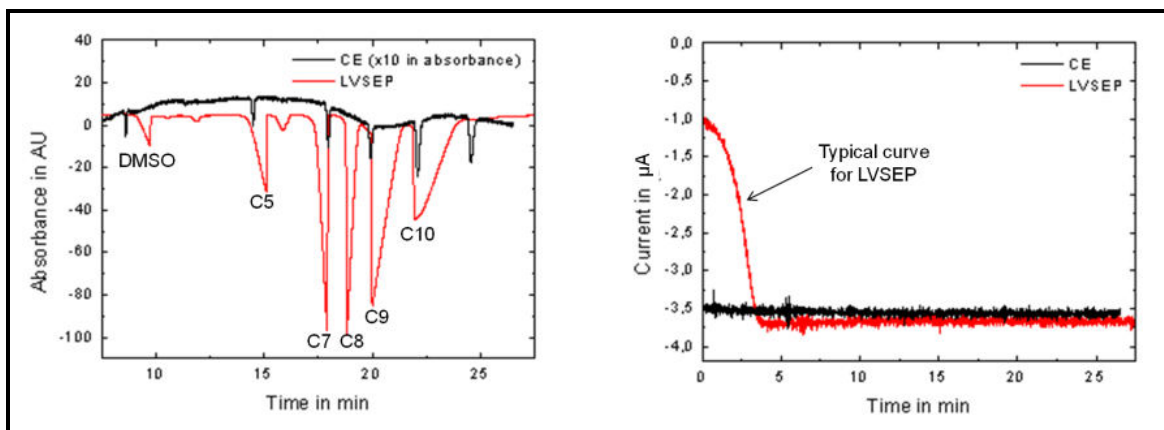 40
20
0
-20
-40
-60
-80
-100
Absorbance in AU
CE (x10 in absorbance)
LVSEP
DMSO
C5
C7
C8
C9
C10
10
15
20
25
Time in min
0,0
-0,5
-1,0
-1,5
-2,0
-2,5
-3,0
-3,5
-4,0
Current in µA
CE
LVSEP
Typical curve
for LVSEP
0
5
10
15
20
25
Time in min